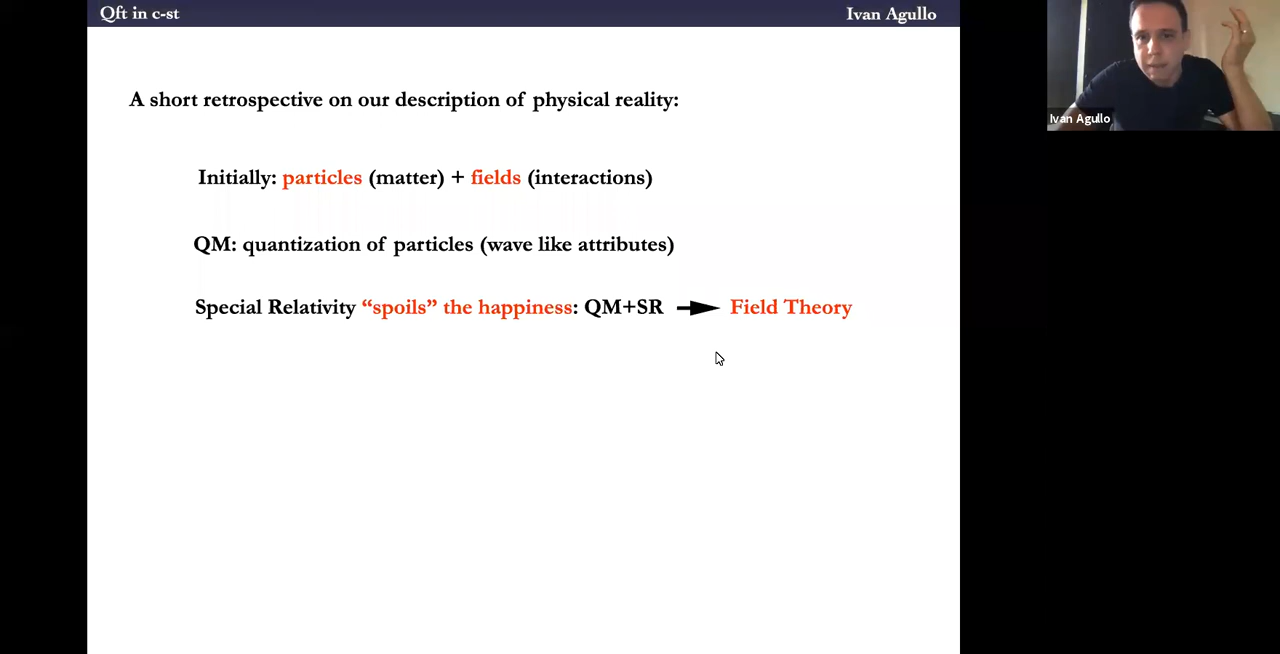 Qft in c-st
Ivan Agullo
A short retrospective on our description of physical reality:
Initially: particles (matter) + fields (interactions)
QM: quantization of particles (wave like attributes)
Special Relativity “spoils” the happiness: QM+SR Field Theory
Ivan Agullo